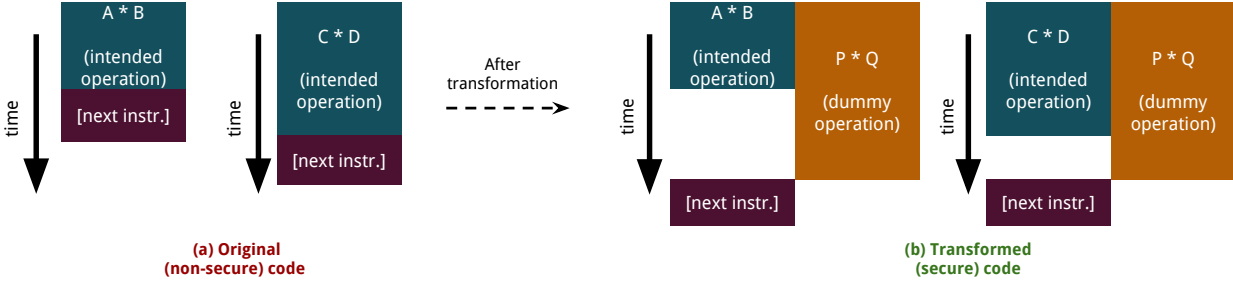 time
A * B
(intended
operation)
[next instr.]
time
C * D
(intended
operation)
[next instr.]
After
transformation
time
A * B
(intended
operation)
P * Q
(dummy
operation)
[next instr.]
time
C * D
(intended
operation)
P * Q
(dummy
operation)
[next instr.]
(a) Original
(non-secure) code
(b) Transformed
(secure) code